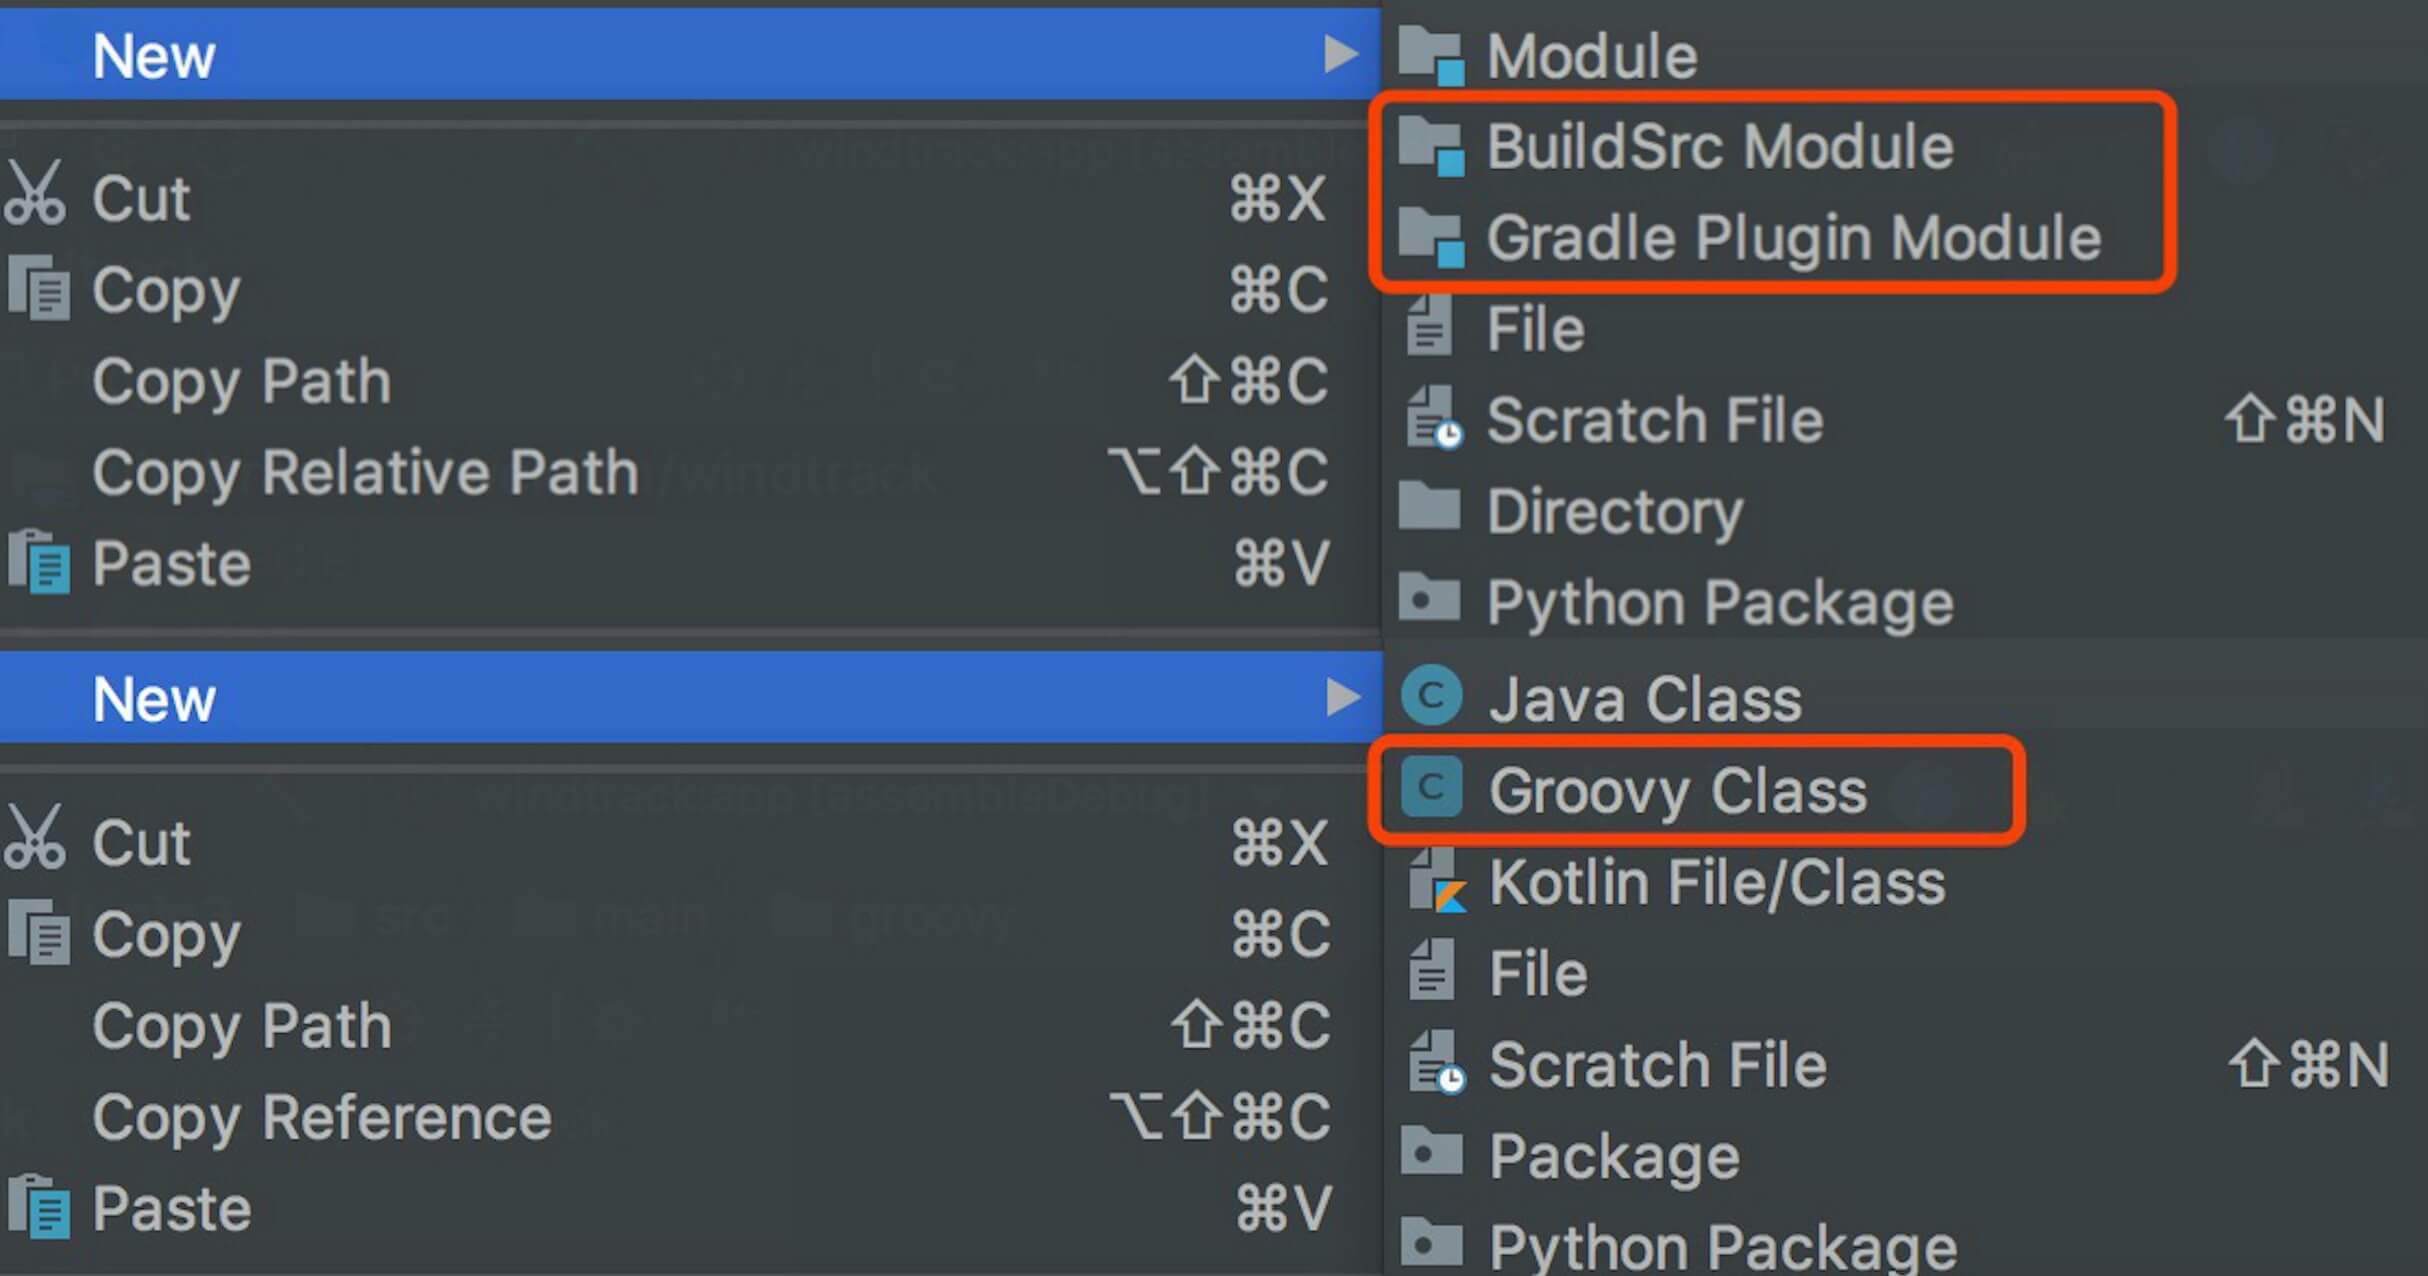 New
Cut ⌘X
Copy ⌘C
Copy Path ⇧⌘C
Copy Relative Path ⌥⇧⌘C
Paste ⌘V
Module
BuildSrc Module
Gradle Plugin Module
File
Scratch File ⇧⌘N
Directory
Python Package
New
Cut ⌘X
Copy ⌘C
Copy Path ⇧⌘C
Copy Reference ⌥⇧⌘C
Paste ⌘V
Java Class
Groovy Class
Kotlin File/Class
File
Scratch File ⇧⌘N
Package
Python Package